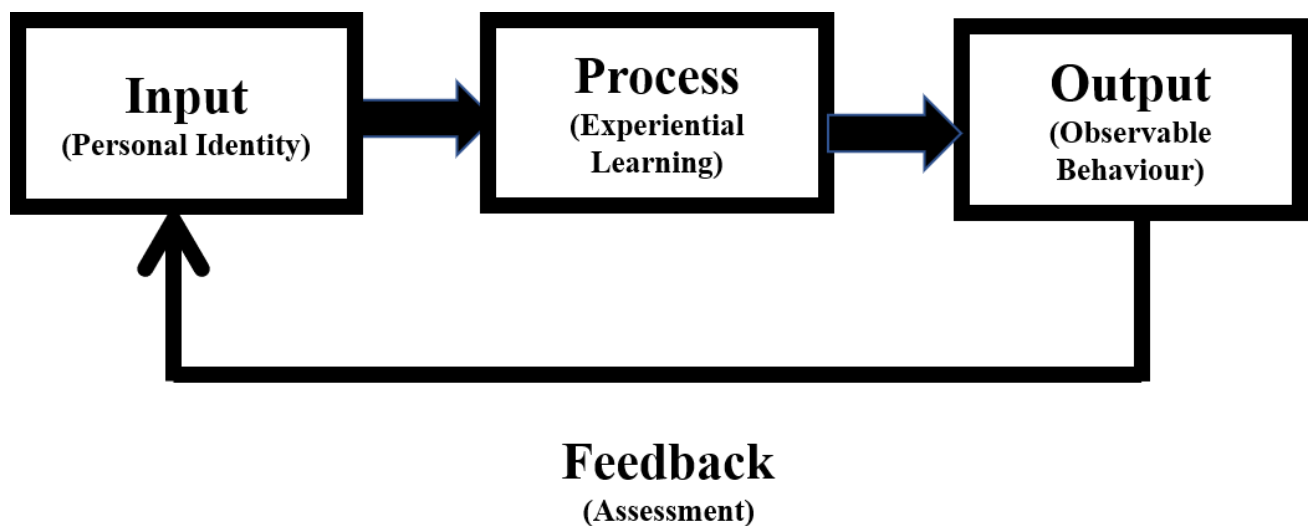 Input
(Personal Identity)
Process
(Experiential
Learning)
Output
(Observable
Behaviour)
Feedback
(Assessment)